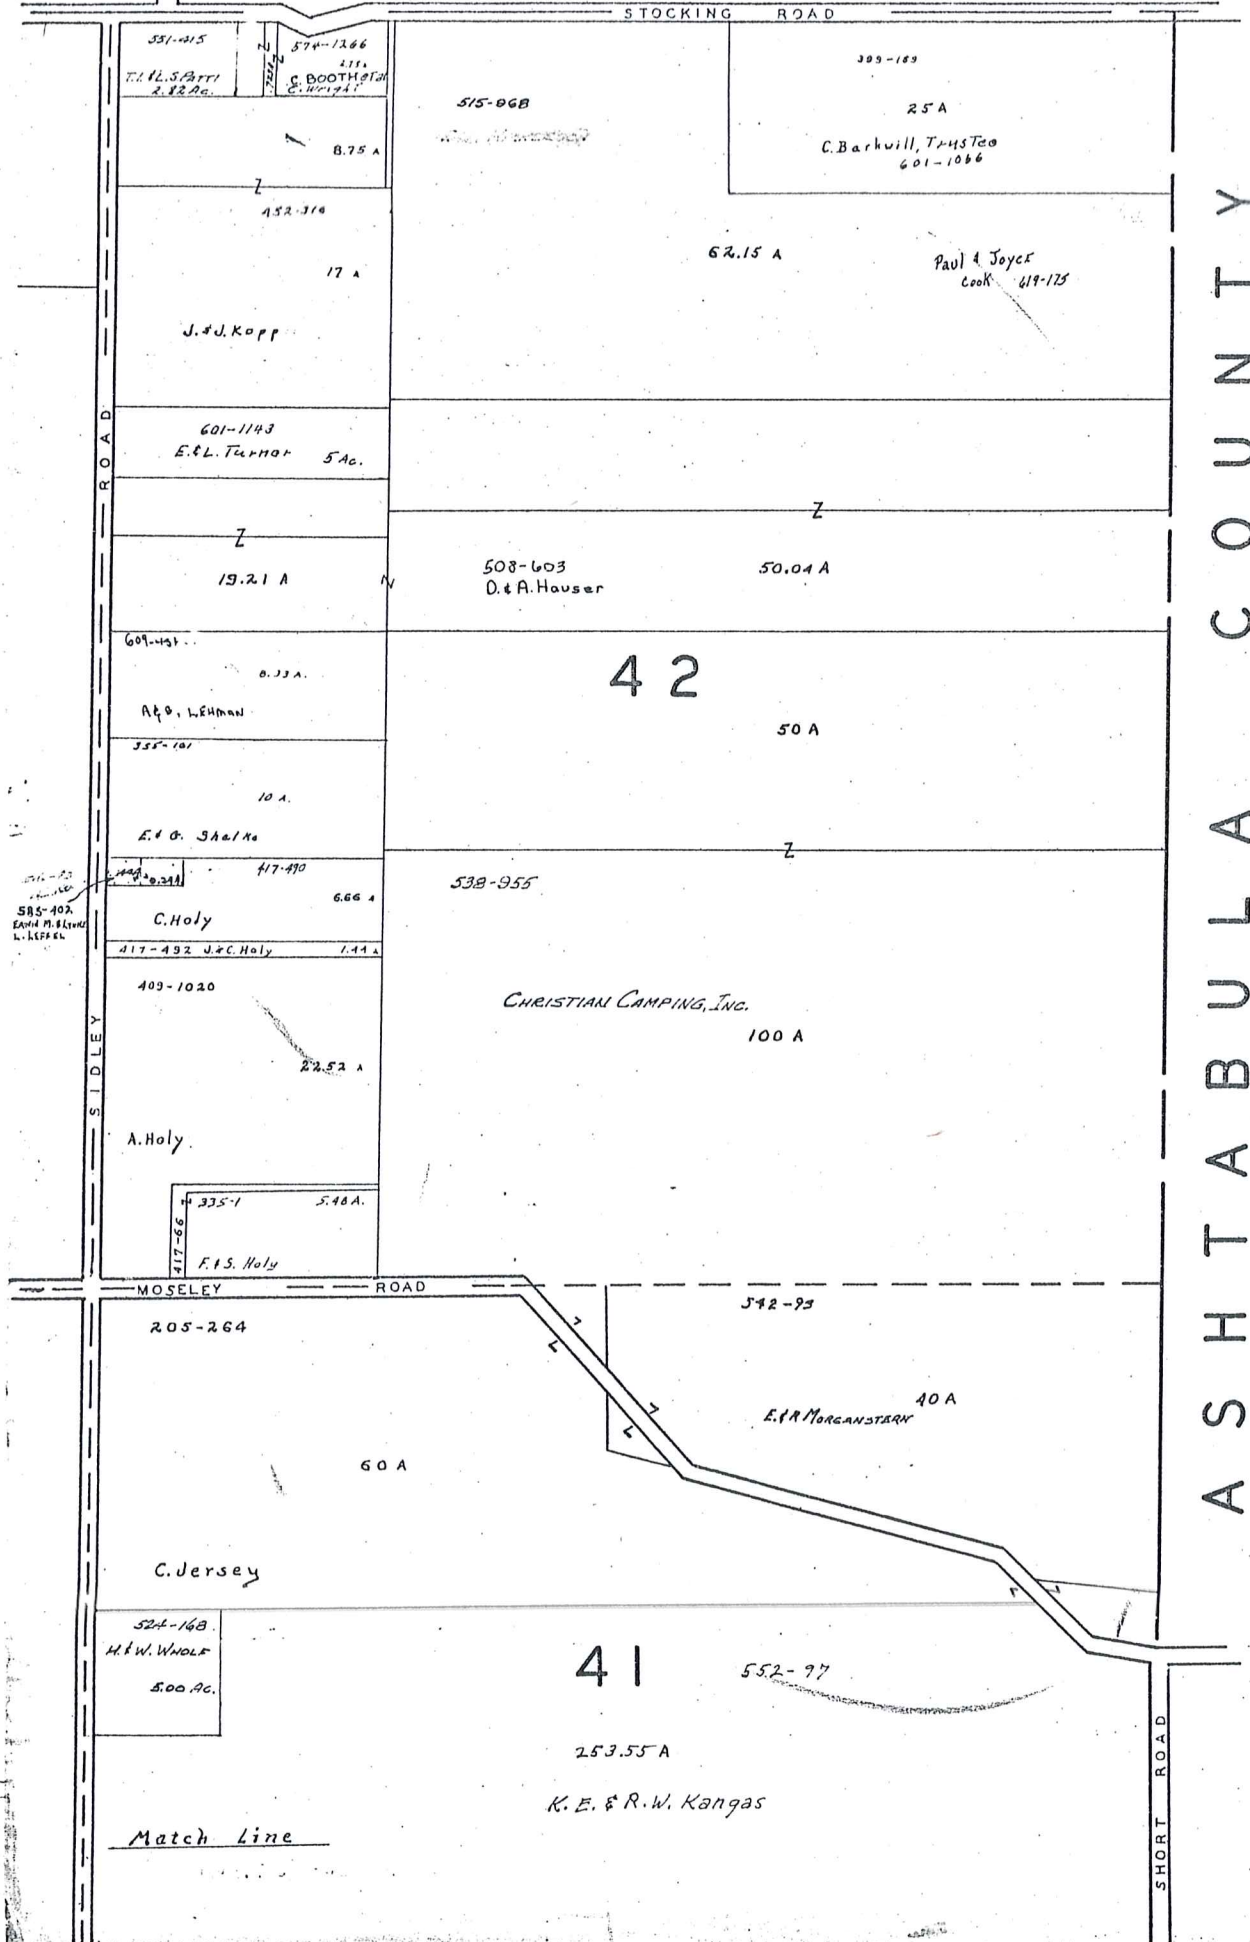 STOCKING ROAD
551-415
T.I. & L.S. PATTI
2.82 Ac.
574-1266
C. BOOTH et al
C. Wright
8.75 A
452-316
17 A
J. & J. Kopp
515-868
62.15 A
399-189
25 A
C. Barkwill, Trustee
601-1066
Paul & Joyce
Cook 619-175
601-1143
E. & L. Turner 5 Ac.
19.21 A
508-603
D. & A. Hauser
50.04 A
42
50 A
8.33 A.
A & B, LEHMAN
355-101
10 A.
E. & G. Shalko
417-490
0.29A
6.66 A
C. Holy
585-402
L. LEFFEL
417-492 J. & C. Holy 1.44 A
409-1020
22.52 A
A. Holy
335-1 5.48 A.
417-66
F. & S. Holy
538-955
CHRISTIAN CAMPING, INC.
100 A
SIDLEY ROAD
MOSELEY ROAD
205-264
60 A
C. Jersey
542-93
40 A
E. & R MORGANSTERN
524-168
H. & W. WHOLF
5.00 Ac.
41
552-97
253.55 A
K. E. & R. W. Kangas
Match Line
SHORT ROAD
ASHTABULA COUNTY